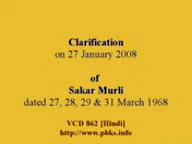 Clarification
on 27 January 2008
of
Sakar Murli
dated 27, 28, 29 & 31 March 1968
VCD 862 [Hindi]
http://www.pbks.info